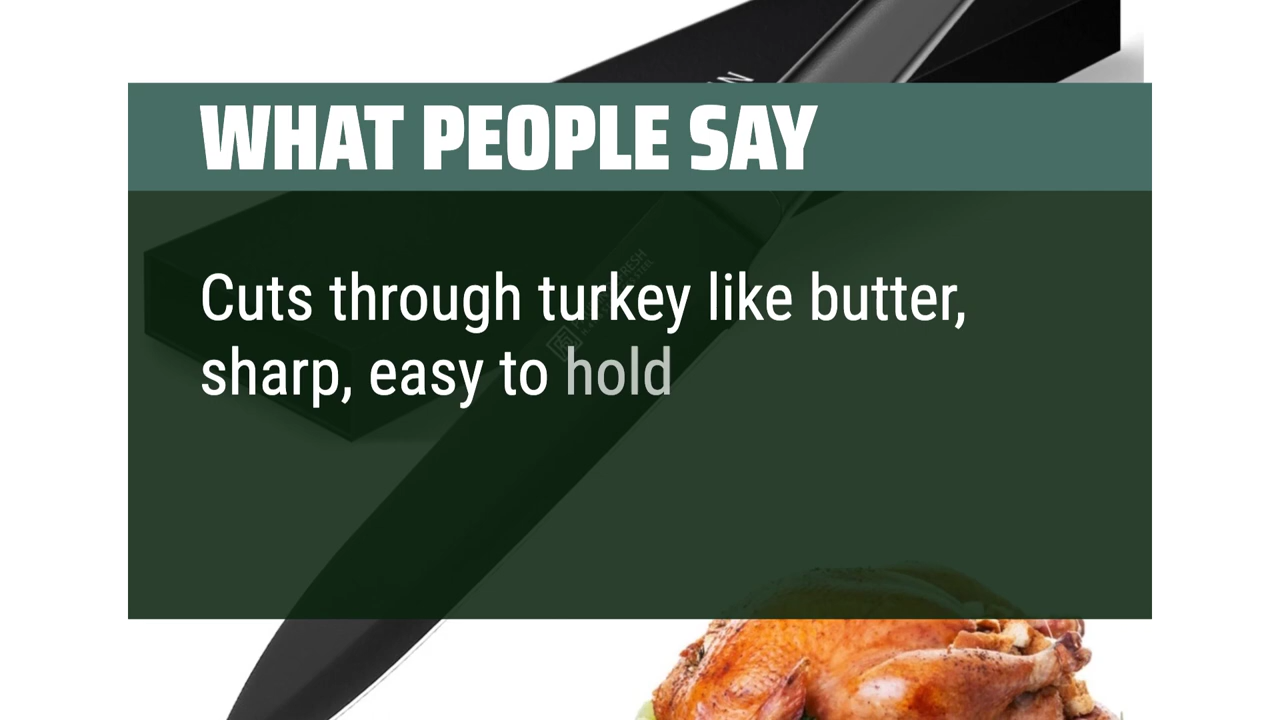 WHAT PEOPLE SAY
Cuts through turkey like butter,
sharp, easy to hold